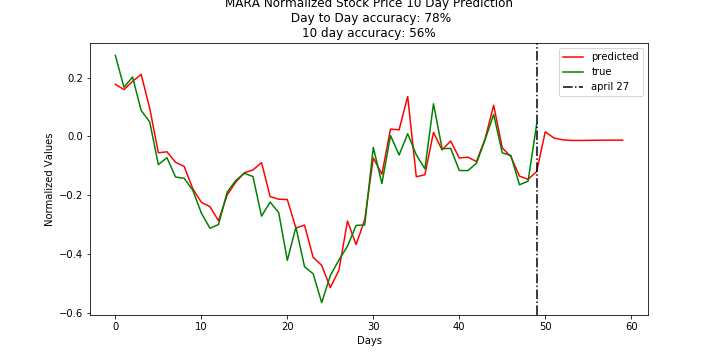 MARA Normalized Stock Price 10 Day Prediction
Day to Day accuracy: 78%
10 day accuracy: 56%
predicted
true
april 27
0.2
0.0
−0.2
−0.4
−0.6
Normalized Values
0
10
20
30
40
50
60
Days